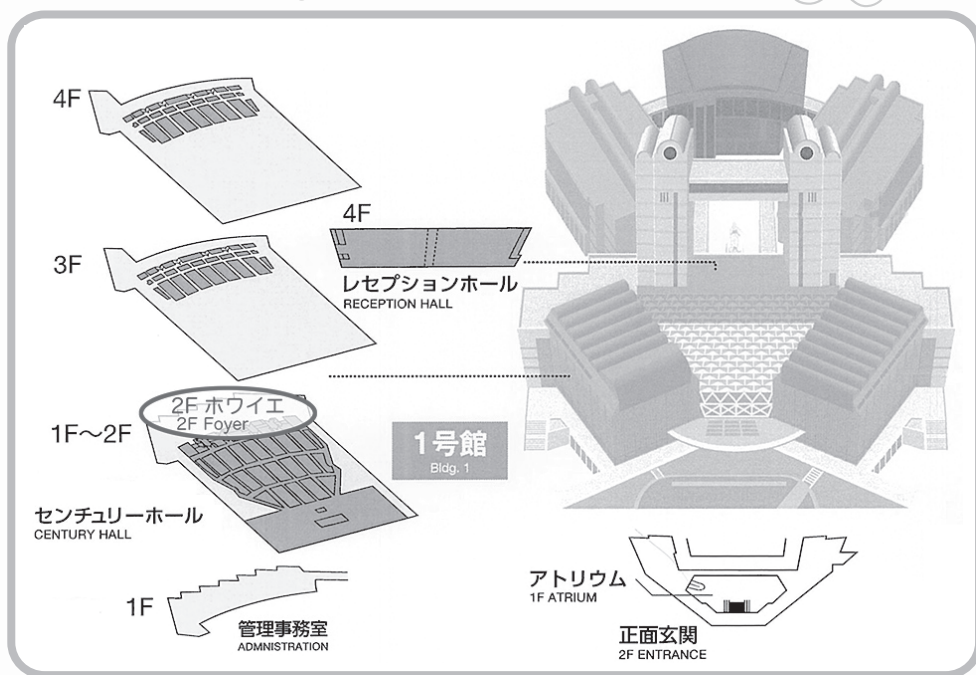 4F
4F
レセプションホール
RECEPTION HALL
3F
2F ホワイエ
2F Foyer
1F～2F
1号館
Bldg. 1
センチュリーホール
CENTURY HALL
1F
管理事務室
ADMNISTRATION
アトリウム
1F ATRIUM
正面玄関
2F ENTRANCE